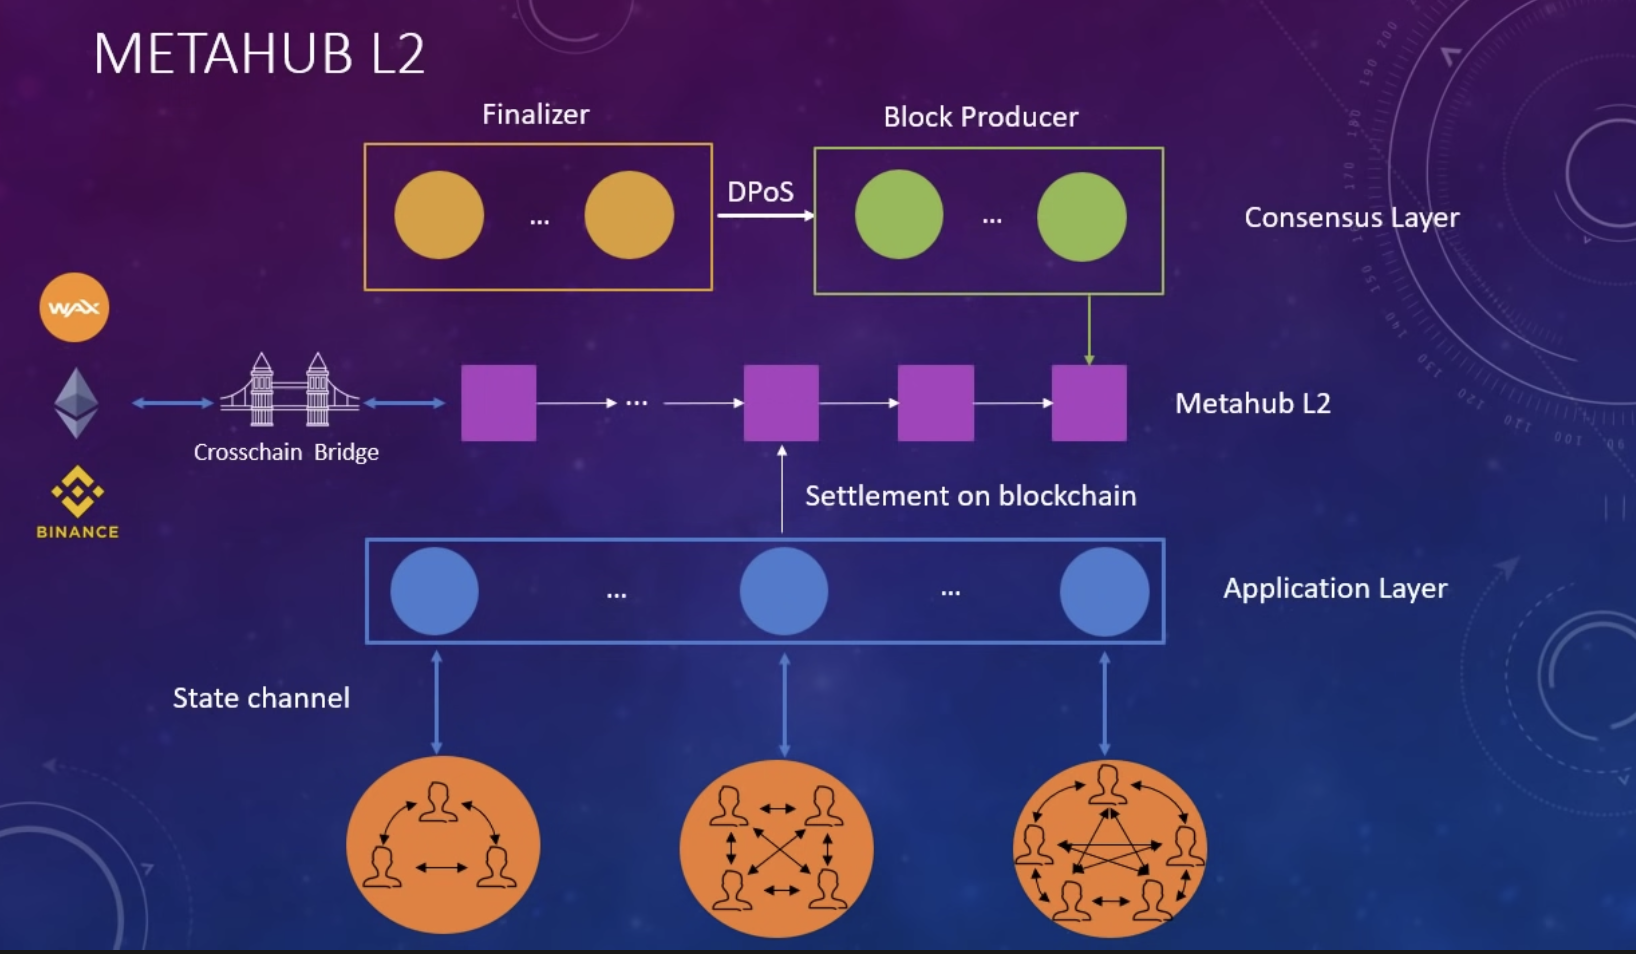 METAHUB L2
Finalizer
Block Producer
...
DPoS
...
Consensus Layer
WAX
Crosschain Bridge
...
Metahub L2
BINANCE
Settlement on blockchain
...
...
Application Layer
State channel